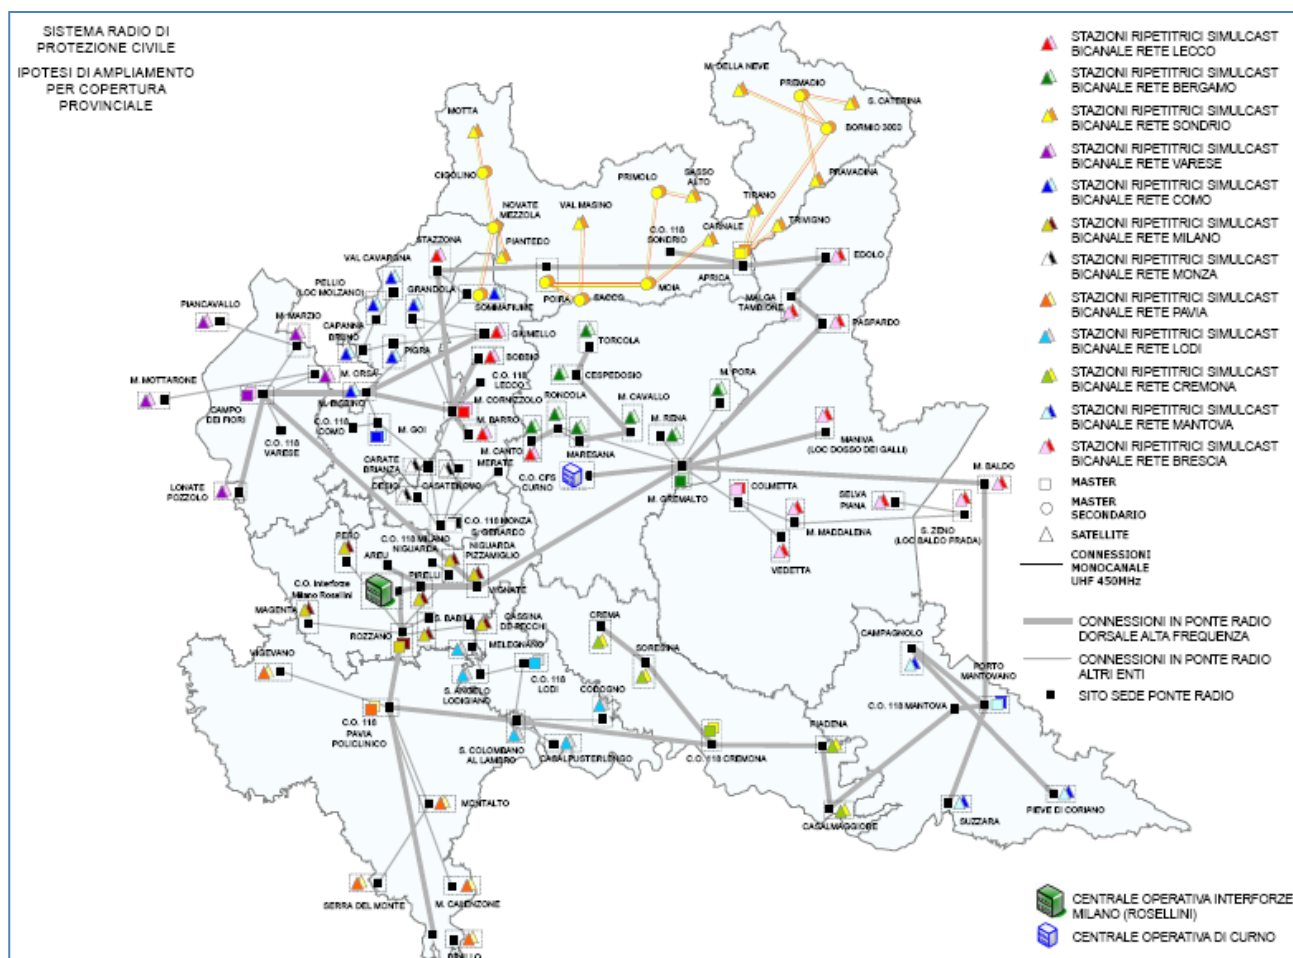 SISTEMA RADIO DI
PROTEZIONE CIVILE
IPOTESI DI AMPLIAMENTO
PER COPERTURA
PROVINCIALE
M. DELLA NEVE
PREMADIO
S. CATERINA
BORMIO 3000
MOTTA
CIGOLINO
PRIMOLO
SASSO
ALTO
PRAVADINA
TIRANO
NOVATE
MEZZOLA
VAL MASINO
C.O. 118
SONDRIO
CARNALE
TRIVIGNO
STAZZONA
PIANTEDO
VAL CAVARGNA
EDOLO
APRICA
PELLIO
(LOC MOLZANO)
GRANDOLA
SOMMAFIUME
POIRA
SACCO
MOIA
MALGA
TAMBIONE
PIANCAVALLO
M. MARZIO
CAPANNA
BRUNO
PIGRA
GIUMELLO
TORCOLA
PASPARDO
BOBBIO
C.O. 118
LECCO
M. MOTTARONE
M. ORSA
CESPEDOSIO
M. PORA
CAMPO
DEI FIORI
M. BISBINO
M. CORNIZZOLO
RONCOLA
M. CAVALLO
C.O. 118
COMO
M. GOI
M. BARRO
M. RENA
C.O. 118
VARESE
M. CANTO
MARESANA
MANIVA
(LOC DOSSO DEI GALLI)
CARATE
BRIANZA
MERATE
DESIO
CASATENOVO
C.O. CFS
CURNO
M. BALDO
LONATE
POZZOLO
M. GREMALTO
COLMETTA
SELVA
PIANA
C.O. 118 MONZA
S. GERARDO
C.O. 118 MILANO
NIGUARDA
M. MADDALENA
S. ZENO
(LOC BALDO PRADA)
PERO
AREU
NIGUARDA
PIZZAMIGLIO
VEDETTA
PIRELLI
VIGNATE
C.O. Interforze
Milano Rosellini
MAGENTA
S. BABILA
CASSINA
DE PECCHI
CREMA
ROZZANO
MELEGNANO
CAMPAGNOLO
VIGEVANO
SORESINA
PORTO
MANTOVANO
C.O. 118
LODI
S. ANGELO
LODIGIANO
CODOGNO
C.O. 118 MANTOVA
C.O. 118
PAVIA
POLICLINICO
PIADENA
S. COLOMBANO
AL LAMBRO
CASALPUSTERLENGO
C.O. 118 CREMONA
MONTALTO
CASALMAGGIORE
SUZZARA
PIEVE DI CORIANO
SERRA DEL MONTE
M. CALENZONE
BRALLO
STAZIONI RIPETITRICI SIMULCAST
BICANALE RETE LECCO
STAZIONI RIPETITRICI SIMULCAST
BICANALE RETE BERGAMO
STAZIONI RIPETITRICI SIMULCAST
BICANALE RETE SONDRIO
STAZIONI RIPETITRICI SIMULCAST
BICANALE RETE VARESE
STAZIONI RIPETITRICI SIMULCAST
BICANALE RETE COMO
STAZIONI RIPETITRICI SIMULCAST
BICANALE RETE MILANO
STAZIONI RIPETITRICI SIMULCAST
BICANALE RETE MONZA
STAZIONI RIPETITRICI SIMULCAST
BICANALE RETE PAVIA
STAZIONI RIPETITRICI SIMULCAST
BICANALE RETE LODI
STAZIONI RIPETITRICI SIMULCAST
BICANALE RETE CREMONA
STAZIONI RIPETITRICI SIMULCAST
BICANALE RETE MANTOVA
STAZIONI RIPETITRICI SIMULCAST
BICANALE RETE BRESCIA
MASTER
MASTER
SECONDARIO
SATELLITE
CONNESSIONI
MONOCANALE
UHF 450MHz
CONNESSIONI IN PONTE RADIO
DORSALE ALTA FREQUENZA
CONNESSIONI IN PONTE RADIO
ALTRI ENTI
SITO SEDE PONTE RADIO
CENTRALE OPERATIVA INTERFORZE
MILANO (ROSELLINI)
CENTRALE OPERATIVA DI CURNO